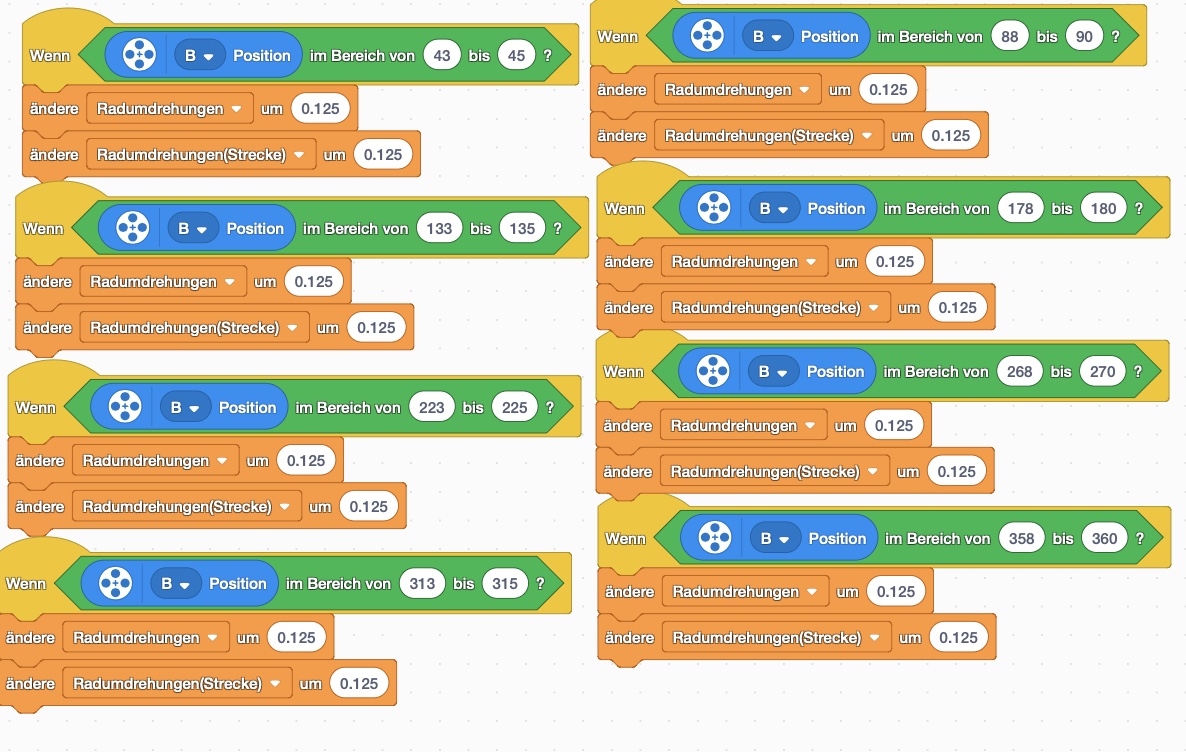 Wenn B Position im Bereich von 43 bis 45 ?
ändere Radumdrehungen um 0.125
ändere Radumdrehungen(Strecke) um 0.125
Wenn B Position im Bereich von 133 bis 135 ?
ändere Radumdrehungen um 0.125
ändere Radumdrehungen(Strecke) um 0.125
Wenn B Position im Bereich von 223 bis 225 ?
ändere Radumdrehungen um 0.125
ändere Radumdrehungen(Strecke) um 0.125
Wenn B Position im Bereich von 313 bis 315 ?
ändere Radumdrehungen um 0.125
ändere Radumdrehungen(Strecke) um 0.125
Wenn B Position im Bereich von 88 bis 90 ?
ändere Radumdrehungen um 0.125
ändere Radumdrehungen(Strecke) um 0.125
Wenn B Position im Bereich von 178 bis 180 ?
ändere Radumdrehungen um 0.125
ändere Radumdrehungen(Strecke) um 0.125
Wenn B Position im Bereich von 268 bis 270 ?
ändere Radumdrehungen um 0.125
ändere Radumdrehungen(Strecke) um 0.125
Wenn B Position im Bereich von 358 bis 360 ?
ändere Radumdrehungen um 0.125
ändere Radumdrehungen(Strecke) um 0.125